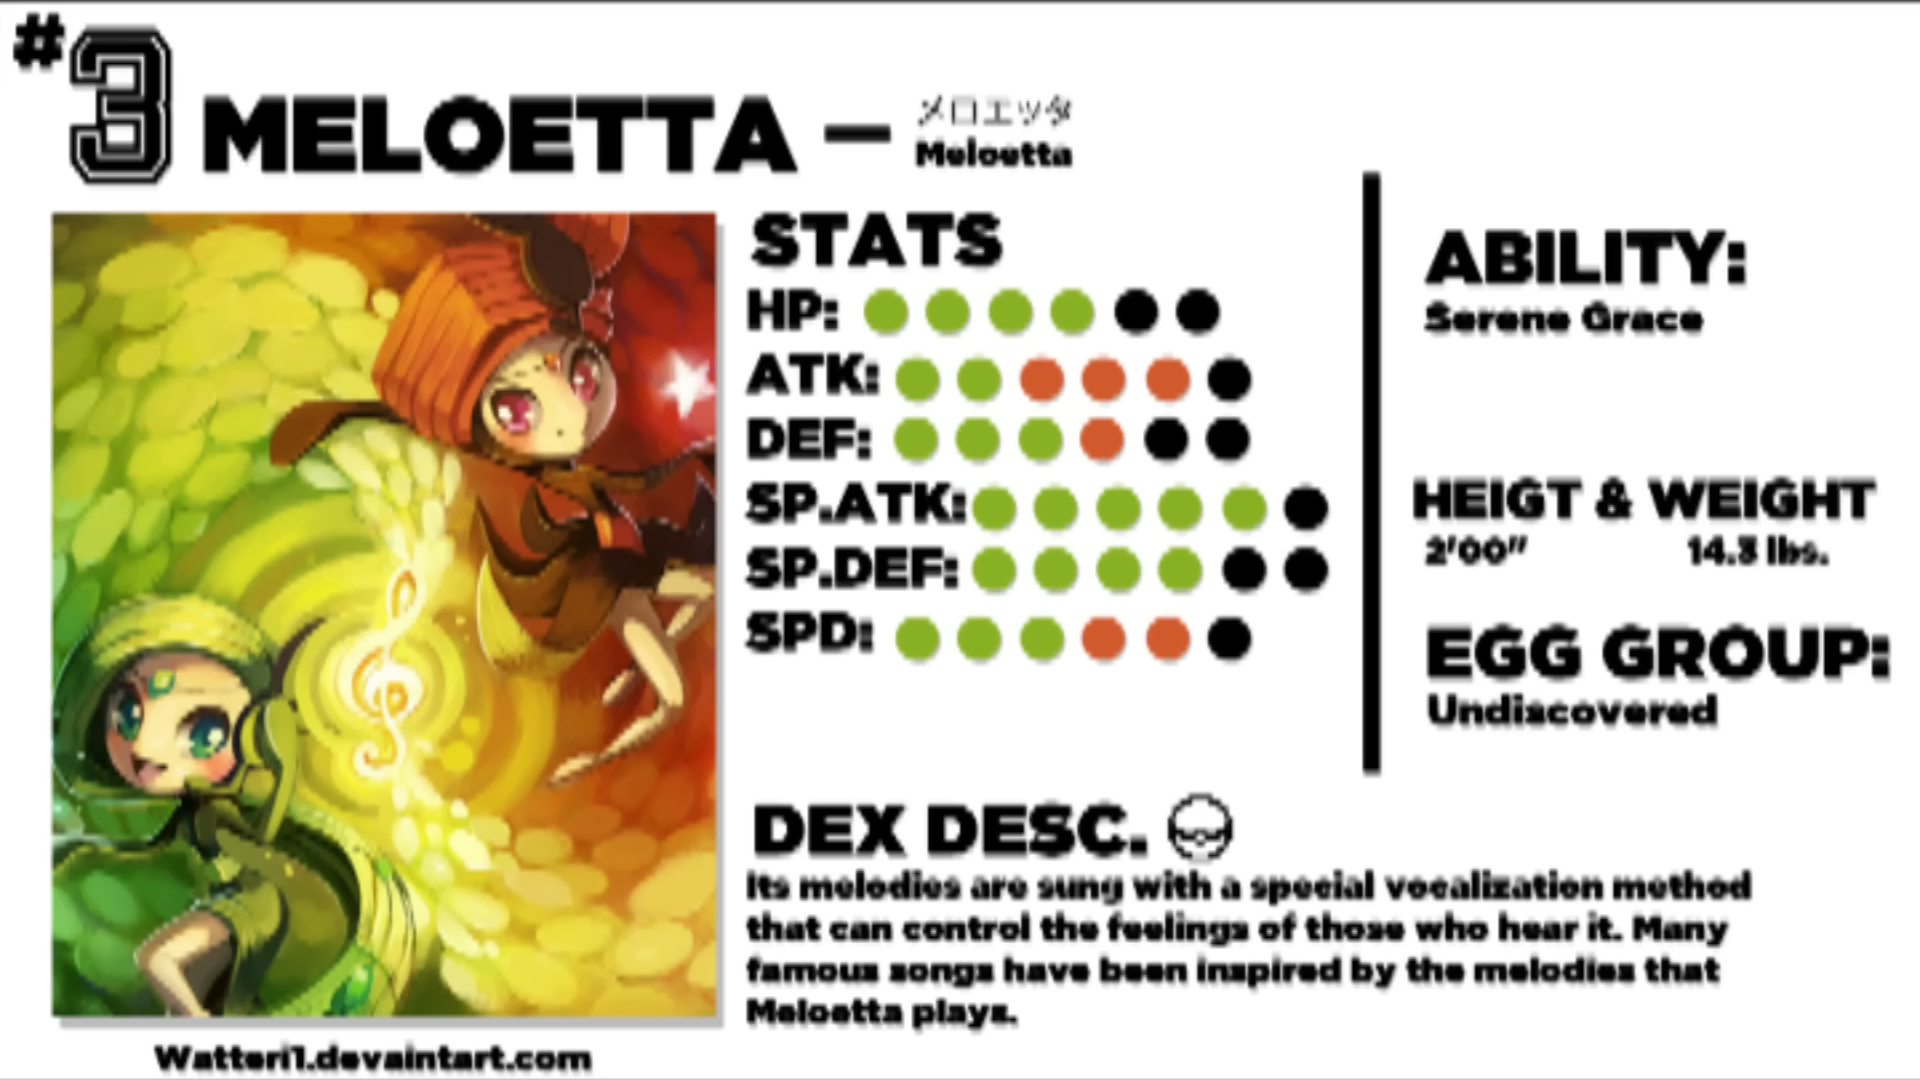 #3 MELOETTA — メロエッタ
Meloetta
STATS
HP:
ATK:
DEF:
SP.ATK:
SP.DEF:
SPD:
ABILITY:
Serene Grace
HEIGT & WEIGHT
2'00" 14.3 lbs.
EGG GROUP:
Undiscovered
DEX DESC.
Its melodies are sung with a special vocalization method
that can control the feelings of those who hear it. Many
famous songs have been inspired by the melodies that
Meloetta plays.
Watteri1.devaintart.com